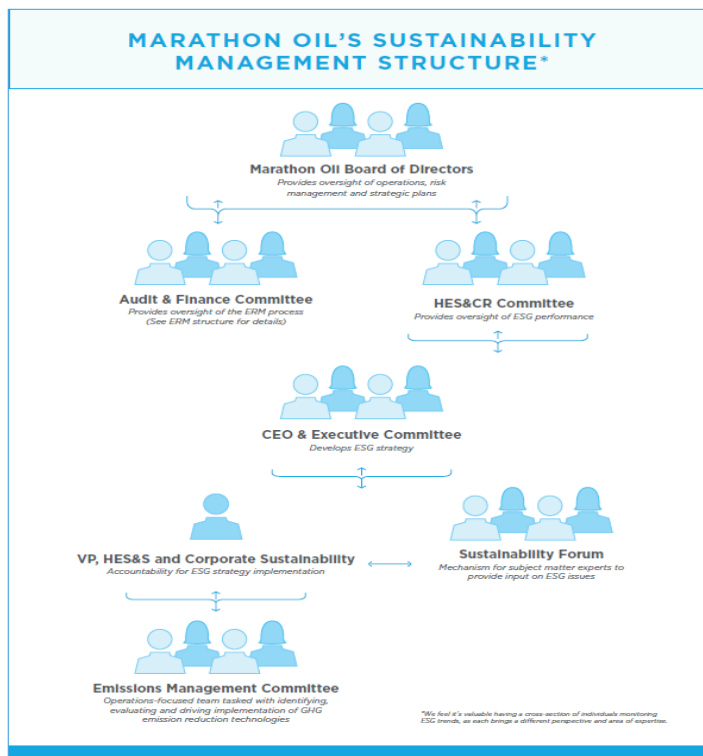 MARATHON OIL'S SUSTAINABILITY
MANAGEMENT STRUCTURE*
Marathon Oil Board of Directors
Provides oversight of operations, risk
management and strategic plans
Audit & Finance Committee
Provides oversight of the ERM process
(See ERM structure for details)
HES&CR Committee
Provides oversight of ESG performance
CEO & Executive Committee
Develops ESG strategy
VP, HES&S and Corporate Sustainability
Accountability for ESG strategy implementation
Sustainability Forum
Mechanism for subject matter experts to
provide input on ESG issues
Emissions Management Committee
Operations-focused team tasked with identifying,
evaluating and driving implementation of GHG
emission reduction technologies
*We feel it's valuable having a cross-section of individuals monitoring
ESG trends, as each brings a different perspective and area of expertise.